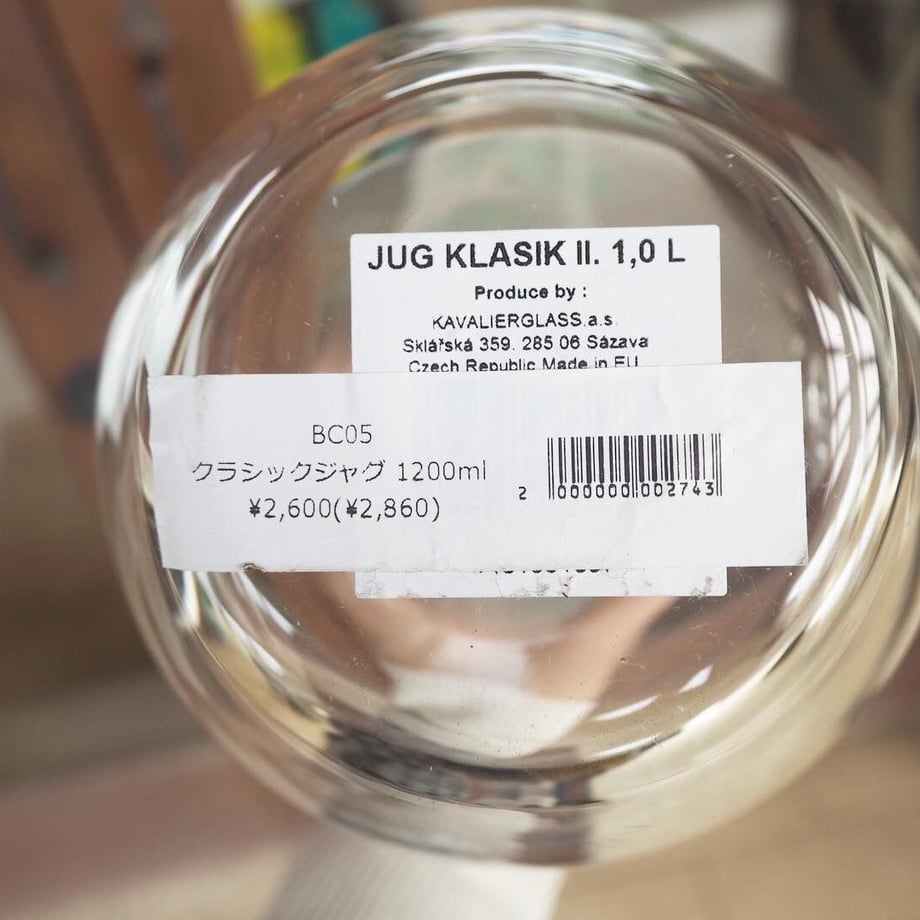 JUG KLASIK II. 1,0 L
Produce by :
KAVALIERGLASS.a.s.
Sklářská 359. 285 06 Sázava
Czech Republic Made in EU
BC05
クラシックジャグ 1200ml
¥2,600(¥2,860)
2 000000 002743